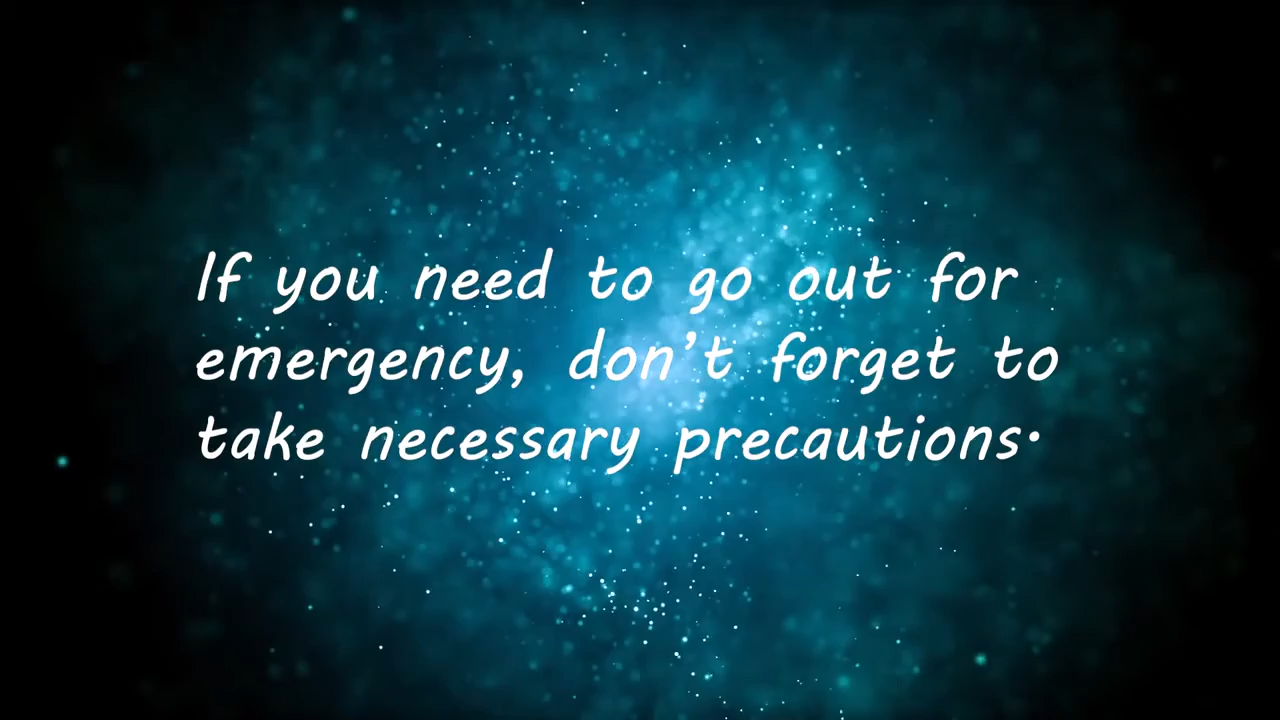 If you need to go out for
emergency, don't forget to
take necessary precautions.